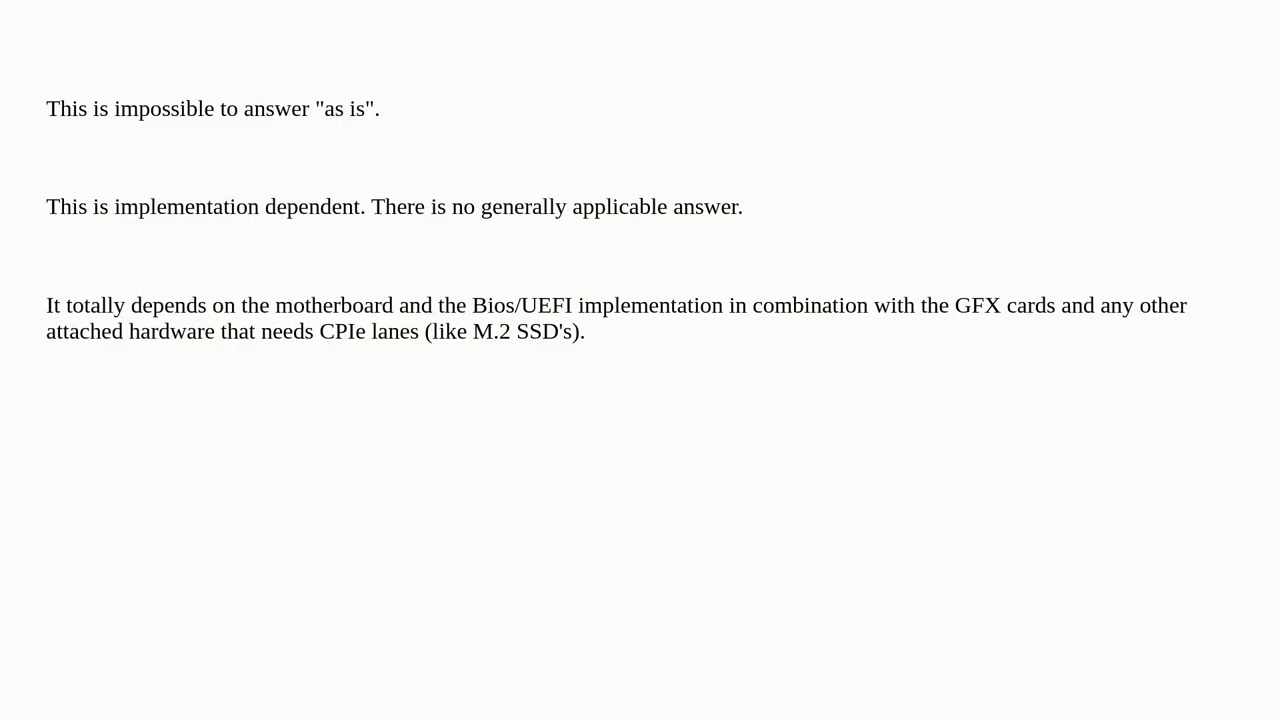 This is impossible to answer "as is".
This is implementation dependent. There is no generally applicable answer.
It totally depends on the motherboard and the Bios/UEFI implementation in combination with the GFX cards and any other
attached hardware that needs CPIe lanes (like M.2 SSD's).